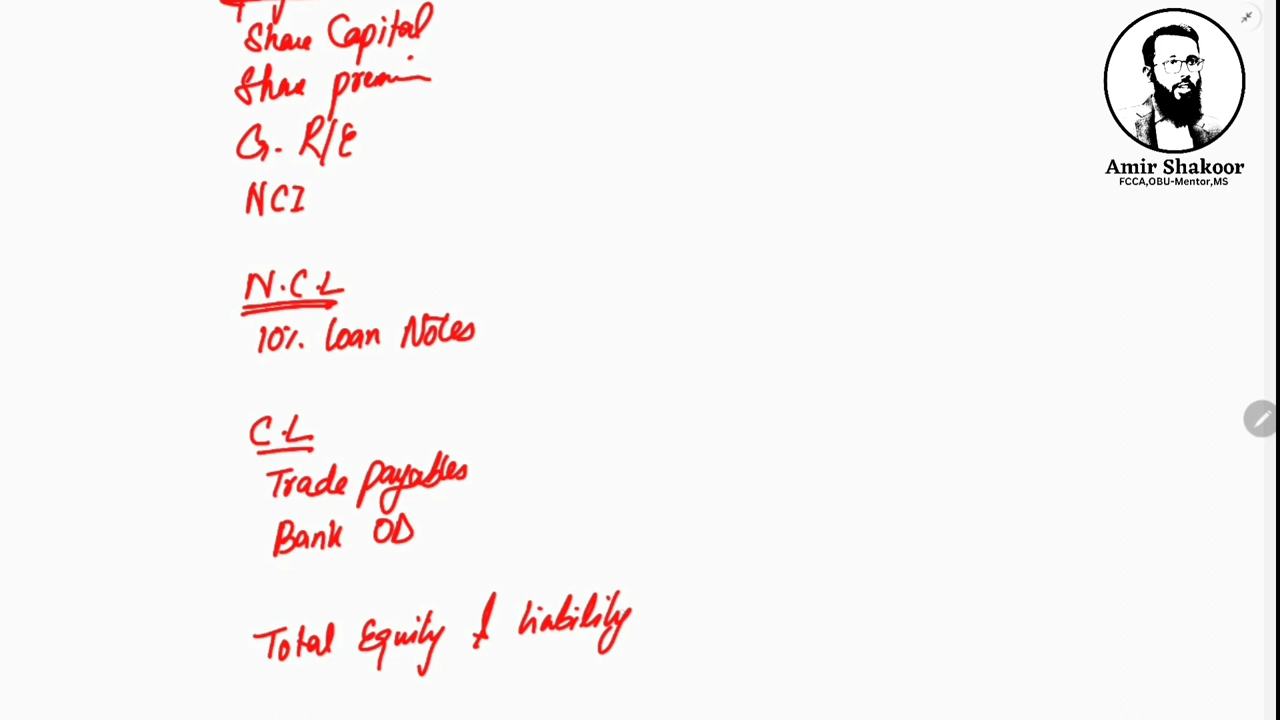 Share Capital
Share premium
G. R/E
NCI
N.C.L
10% Loan Notes
C.L
Trade payables
Bank OD
Total Equity & Liability
Amir Shakoor
FCCA,OBU-Mentor,MS